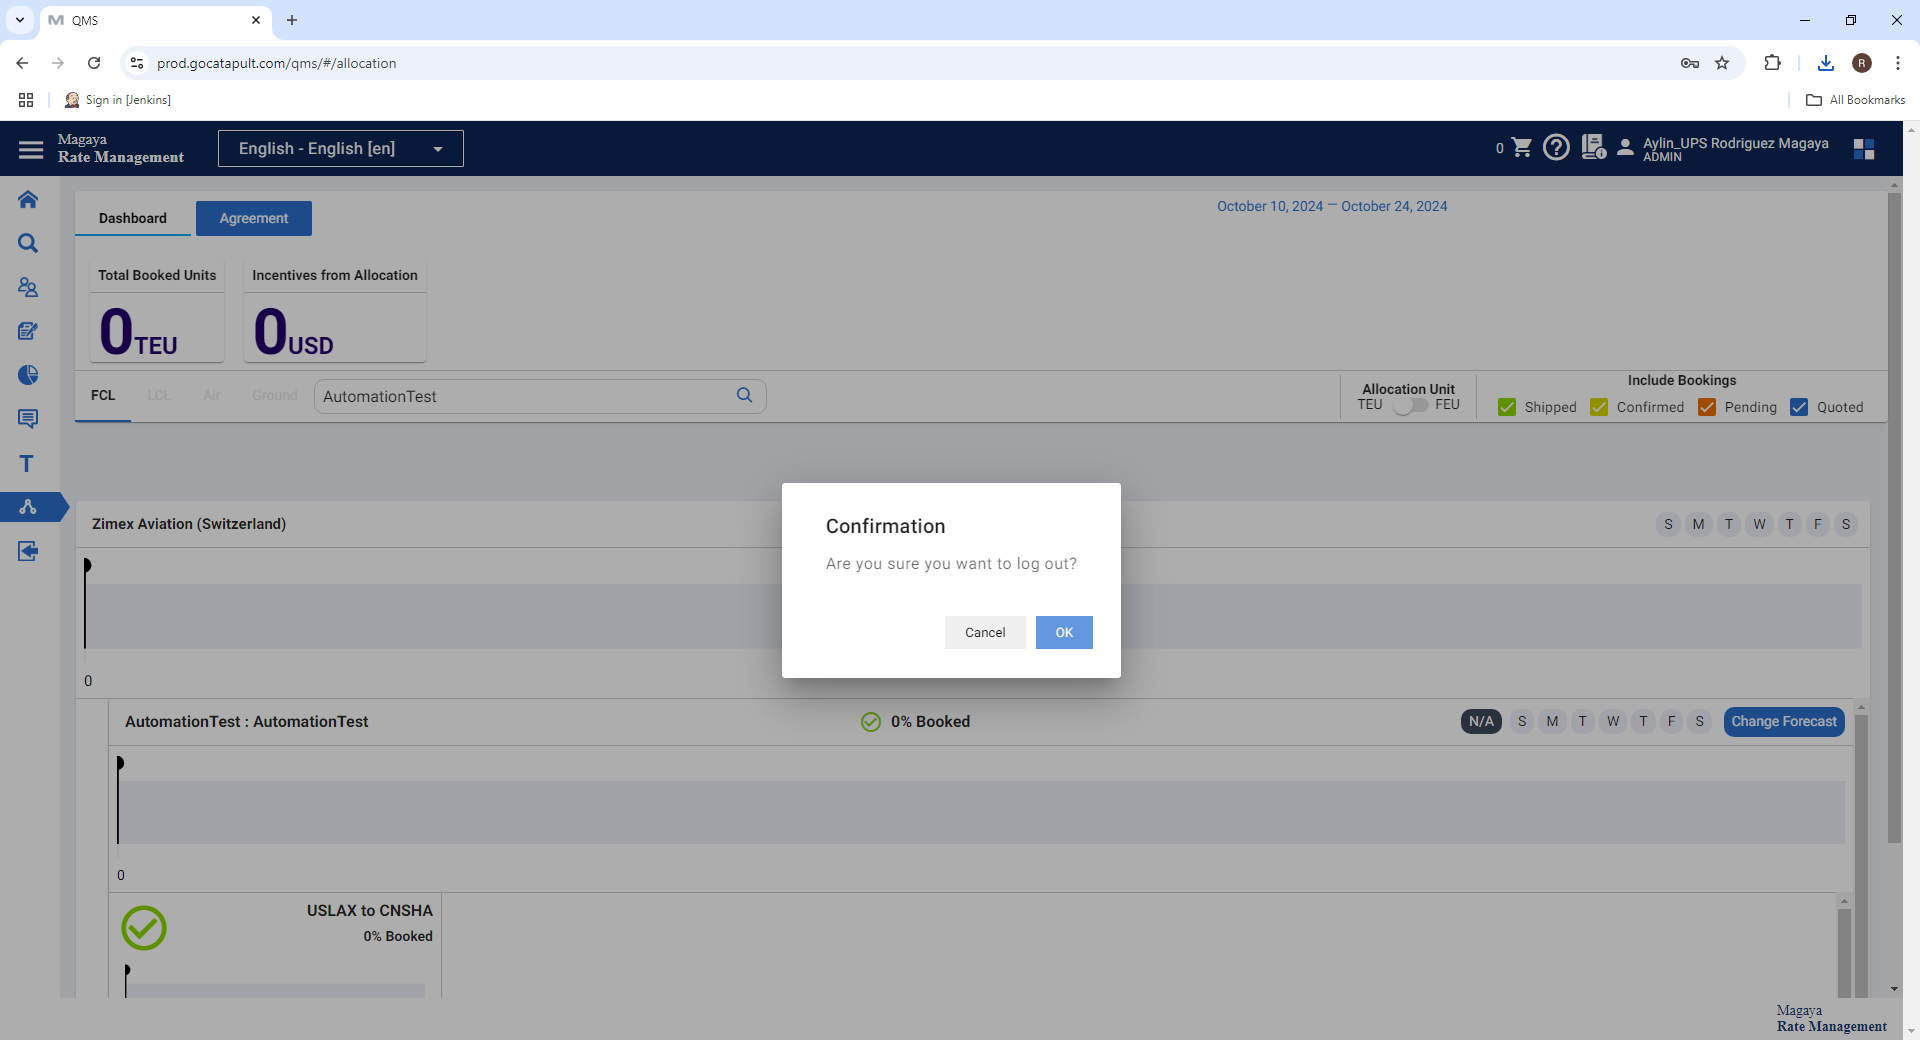 QMS
prod.gocatapult.com/qms/#/allocation
R
Sign in [Jenkins]
All Bookmarks
Magaya
Rate Management
English - English [en]
0
Aylin_UPS Rodriguez Magaya
ADMIN
Dashboard
Agreement
October 10, 2024 — October 24, 2024
Total Booked Units
0TEU
Incentives from Allocation
0USD
FCL
LCL
Air
Ground
AutomationTest
Allocation Unit
TEU FEU
Include Bookings
Shipped Confirmed Pending Quoted
T
Zimex Aviation (Switzerland)
S M T W T F S
0
Confirmation
Are you sure you want to log out?
Cancel
OK
AutomationTest : AutomationTest
0% Booked
N/A S M T W T F S
Change Forecast
0
USLAX to CNSHA
0% Booked
Magaya
Rate Management